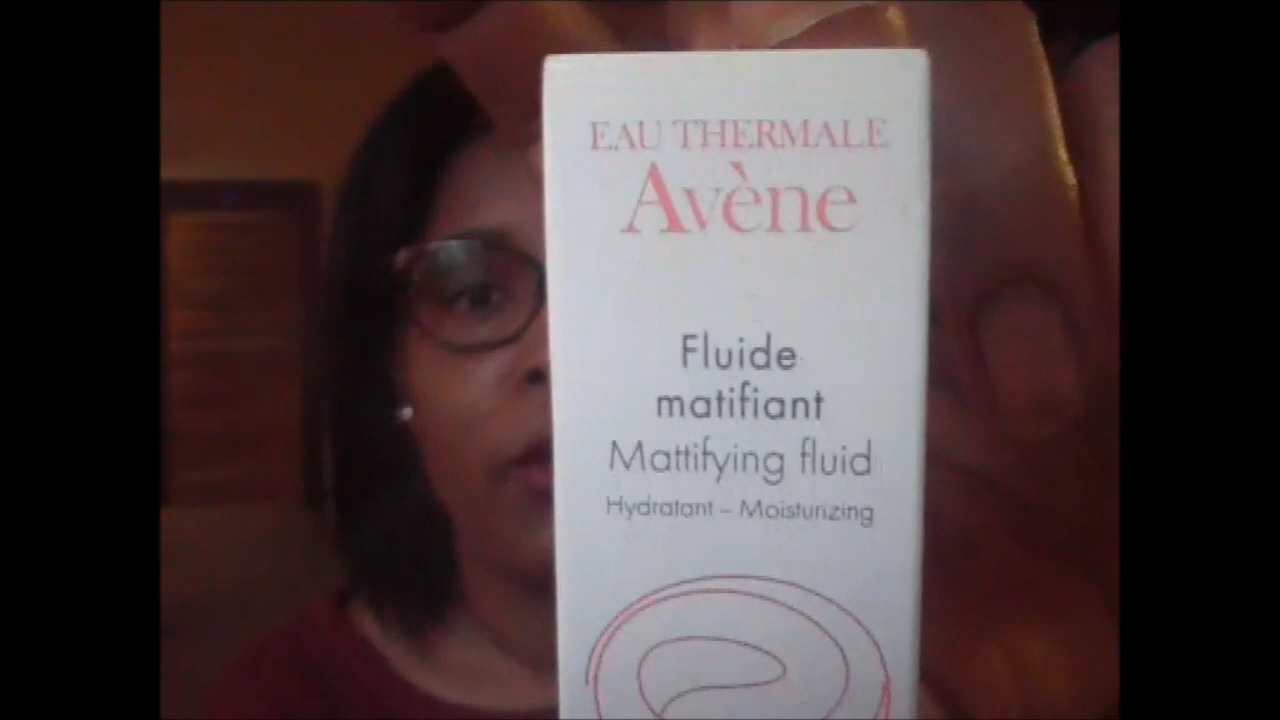 EAU THERMALE
Avène
Fluide
matifiant
Mattifying fluid
Hydratant – Moisturizing